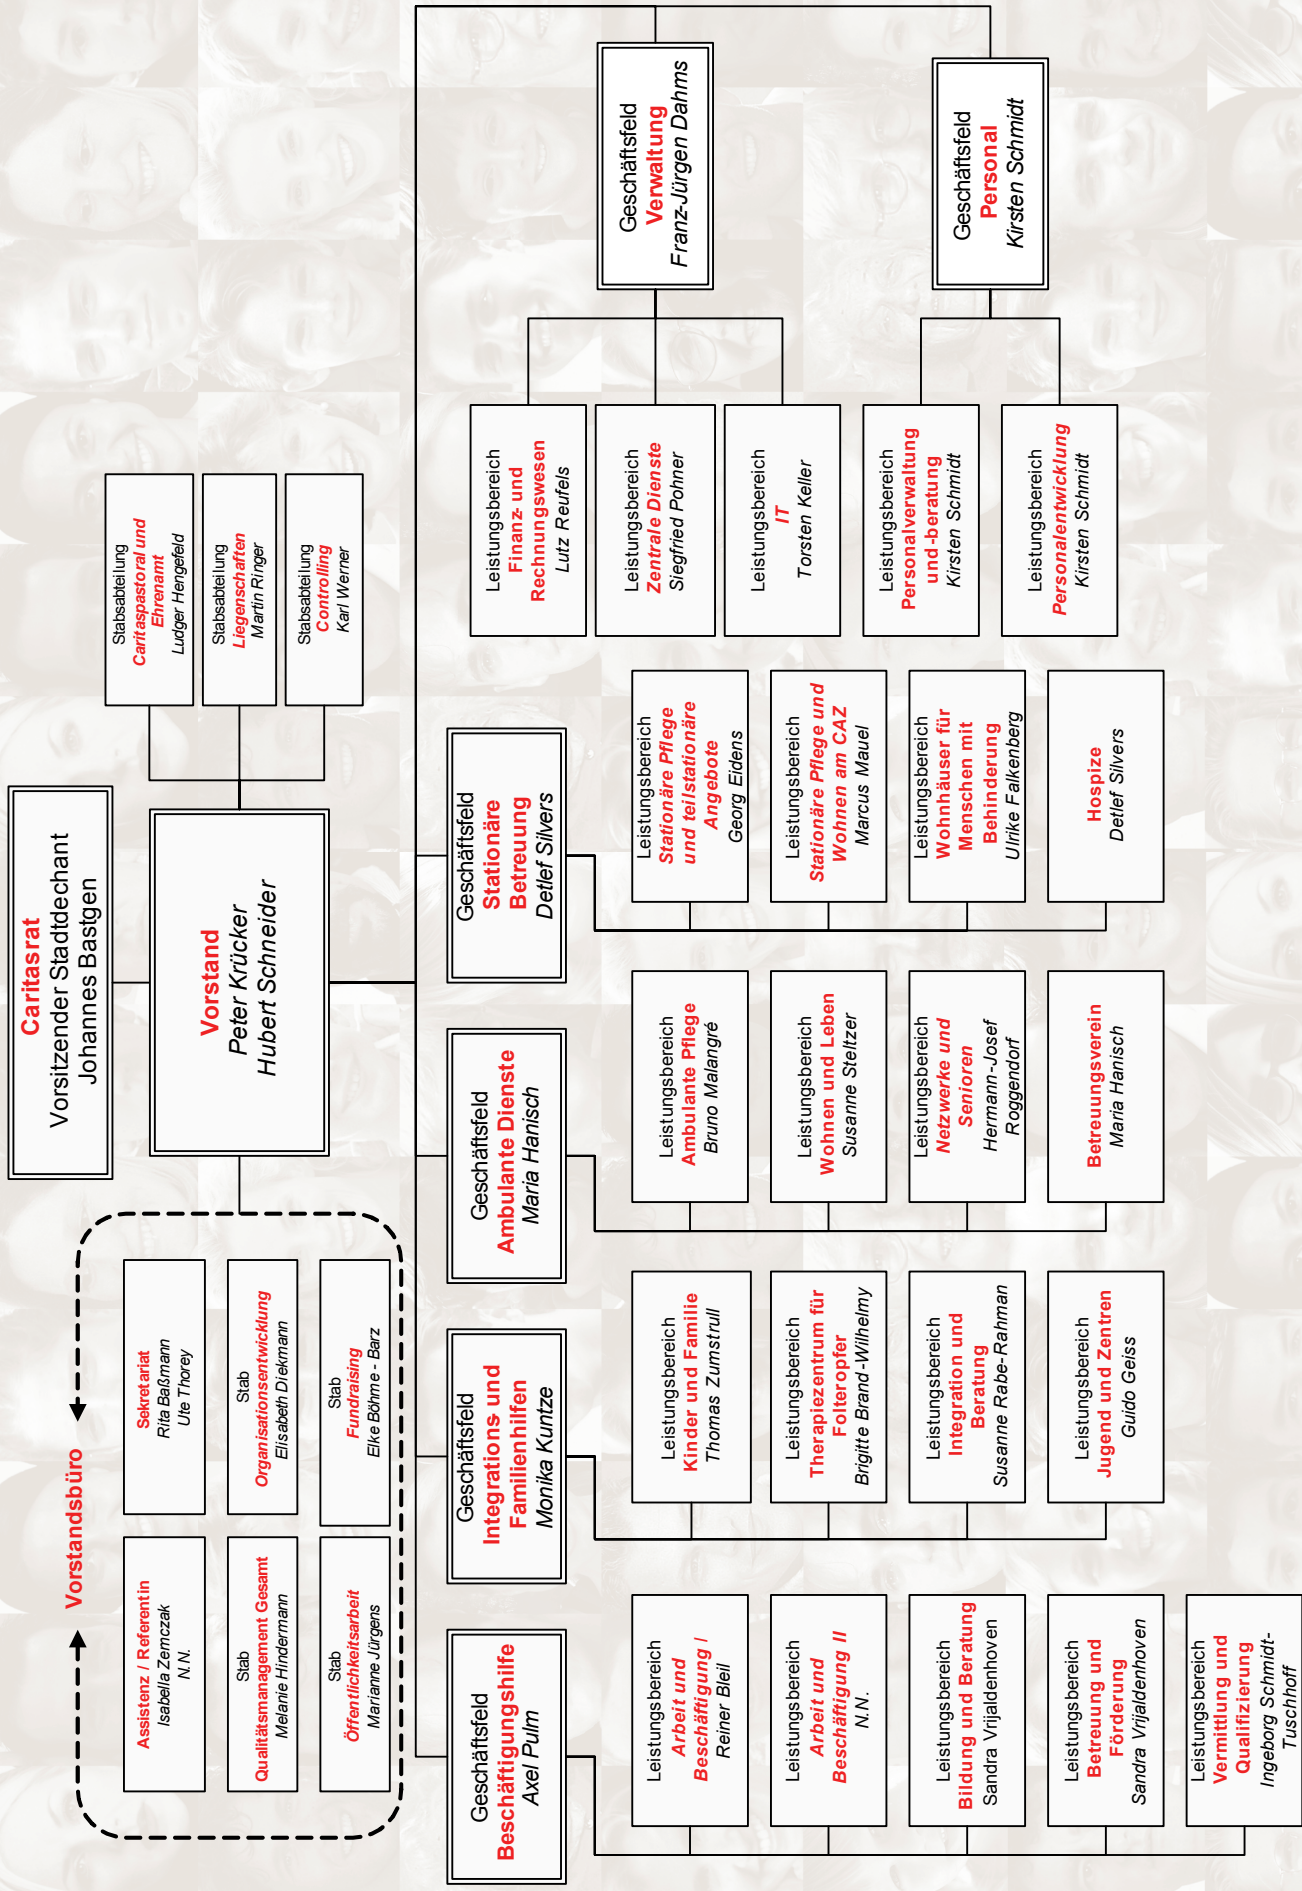 Caritasrat
Vorsitzender Stadtdechant
Johannes Bastgen
Vorstand
Peter Krücker
Hubert Schneider
Stabsabteilung
Caritaspastoral und
Ehrenamt
Ludger Hengefeld
Stabsabteilung
Liegenschaften
Martin Ringer
Stabsabteilung
Controlling
Karl Werner
Vorstandsbüro
Assistenz / Referentin
Isabella Zemczak
N.N.
Sekretariat
Rita Baßmann
Ute Thorey
Stab
Qualitätsmanagement Gesamt
Melanie Hindermann
Stab
Organisationsentwicklung
Elisabeth Diekmann
Stab
Öffentlichkeitsarbeit
Marianne Jürgens
Stab
Fundraising
Elke Böhme - Barz
Geschäftsfeld
Beschäftigungshilfe
Axel Pulm
Leistungsbereich
Arbeit und
Beschäftigung I
Reiner Bleil
Leistungsbereich
Arbeit und
Beschäftigung II
N.N.
Leistungsbereich
Bildung und Beratung
Sandra Vrijaldenhoven
Leistungsbereich
Betreuung und
Förderung
Sandra Vrijaldenhoven
Leistungsbereich
Vermittlung und
Qualifizierung
Ingeborg Schmidt-
Tuschhoff
Geschäftsfeld
Integrations- und
Familienhilfen
Monika Kuntze
Leistungsbereich
Kinder und Familie
Thomas Zumstrull
Leistungsbereich
Therapiezentrum für
Folteropfer
Brigitte Brand-Wilhelmy
Leistungsbereich
Integration und
Beratung
Susanne Rabe-Rahman
Leistungsbereich
Jugend und Zentren
Guido Geiss
Geschäftsfeld
Ambulante Dienste
Maria Hanisch
Leistungsbereich
Ambulante Pflege
Bruno Malangré
Leistungsbereich
Wohnen und Leben
Susanne Steltzer
Leistungsbereich
Netzwerke und
Senioren
Hermann-Josef
Roggendorf
Betreuungsverein
Maria Hanisch
Geschäftsfeld
Stationäre
Betreuung
Detlef Silvers
Leistungsbereich
Stationäre Pflege
und teilstationäre
Angebote
Georg Eidens
Leistungsbereich
Stationäre Pflege und
Wohnen am CAZ
Marcus Mauel
Leistungsbereich
Wohnhäuser für
Menschen mit
Behinderung
Ulrike Falkenberg
Hospize
Detlef Silvers
Geschäftsfeld
Verwaltung
Franz-Jürgen Dahms
Leistungsbereich
Finanz- und
Rechnungswesen
Lutz Reufels
Leistungsbereich
Zentrale Dienste
Siegfried Pohner
Leistungsbereich
IT
Torsten Keller
Geschäftsfeld
Personal
Kirsten Schmidt
Leistungsbereich
Personalverwaltung
und -beratung
Kirsten Schmidt
Leistungsbereich
Personalentwicklung
Kirsten Schmidt